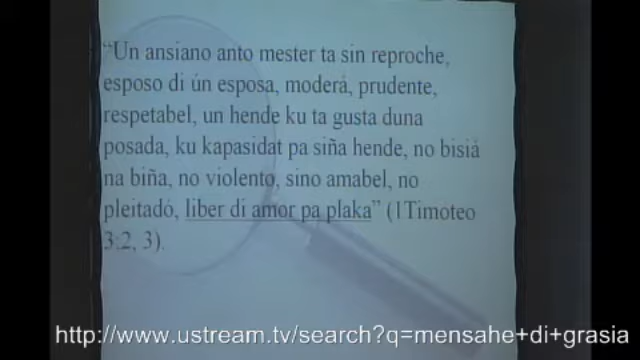 “Un ansiano anto mester ta sin reproche,
esposo di ún esposa, moderá, prudente,
respetabel, un hende ku ta gusta duna
posada, ku kapasidat pa siña hende, no bisiá
na biña, no violento, sino amabel, no
pleitadó, liber di amor pa plaka” (1Timoteo
3:2, 3).
http://www.ustream.tv/search?q=mensahe+di+grasia